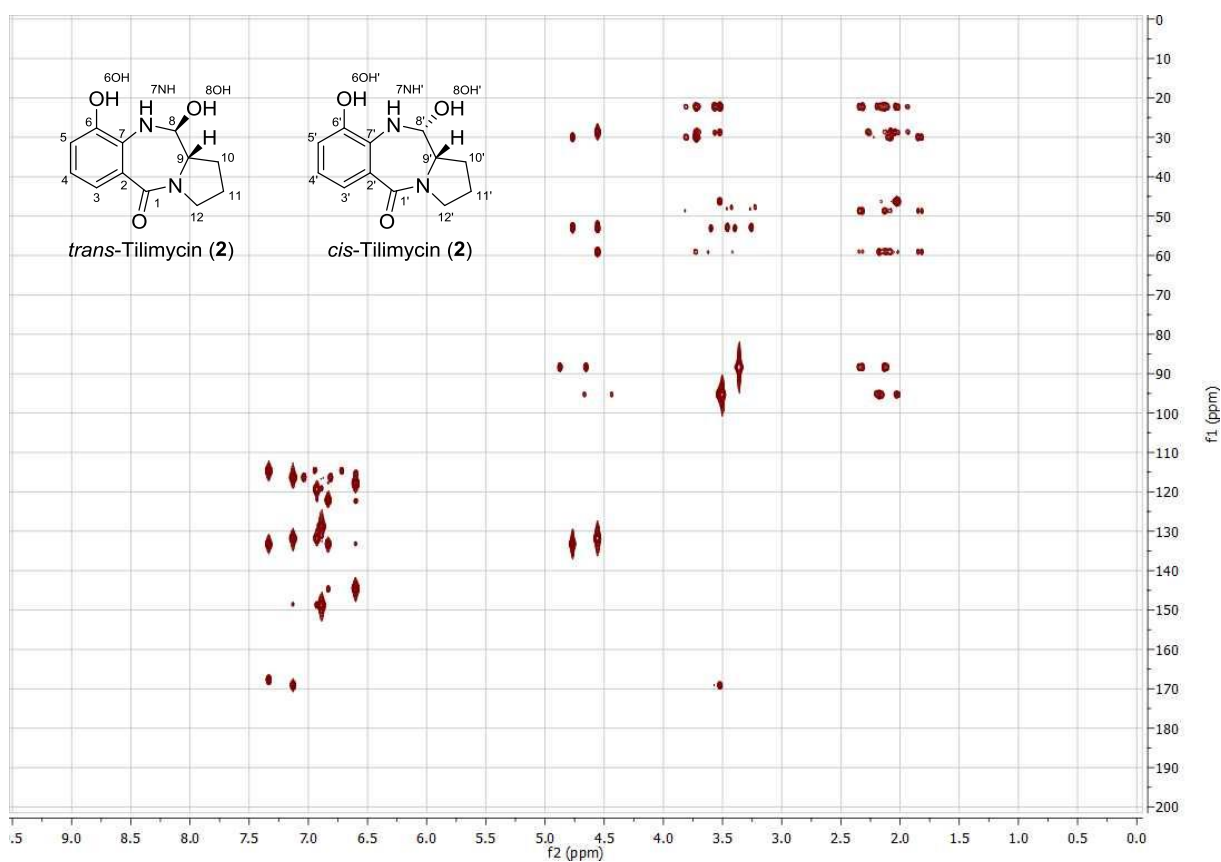 6OH
OH
7NH
H
N
8OH
OH
8
H
6
7
5
9
10
4
2
N
11
3
1
12
O
trans-Tilimycin (2)
6OH'
OH
7NH'
H
N
8OH'
OH
8'
H
6'
7'
5'
9'
10'
4'
2'
N
11'
3'
1'
12'
O
cis-Tilimycin (2)
0
10
20
30
40
50
60
70
80
90
100
110
120
130
140
150
160
170
180
190
200
f1 (ppm)
.5 9.0 8.5 8.0 7.5 7.0 6.5 6.0 5.5 5.0 4.5 4.0 3.5 3.0 2.5 2.0 1.5 1.0 0.5 0.0
f2 (ppm)